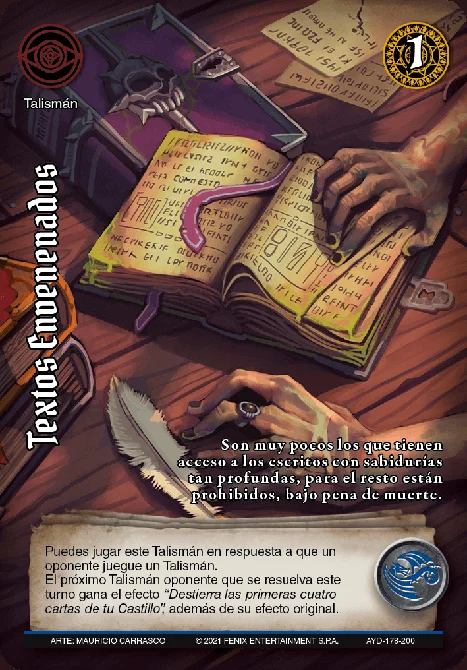 1
Talismán
Textos Envenenados
Son muy pocos los que tienen
acceso a los escritos con sabidurías
tan profundas, para el resto están
prohibidos, bajo pena de muerte.
Puedes jugar este Talismán en respuesta a que un
oponente juegue un Talismán.
El próximo Talismán oponente que se resuelva este
turno gana el efecto “Destierra las primeras cuatro
cartas de tu Castillo”, además de su efecto original.
ARTE: MAURICIO CARRASCO © 2021 FENIX ENTERTAINMENT S.P.A. AYD-179-200